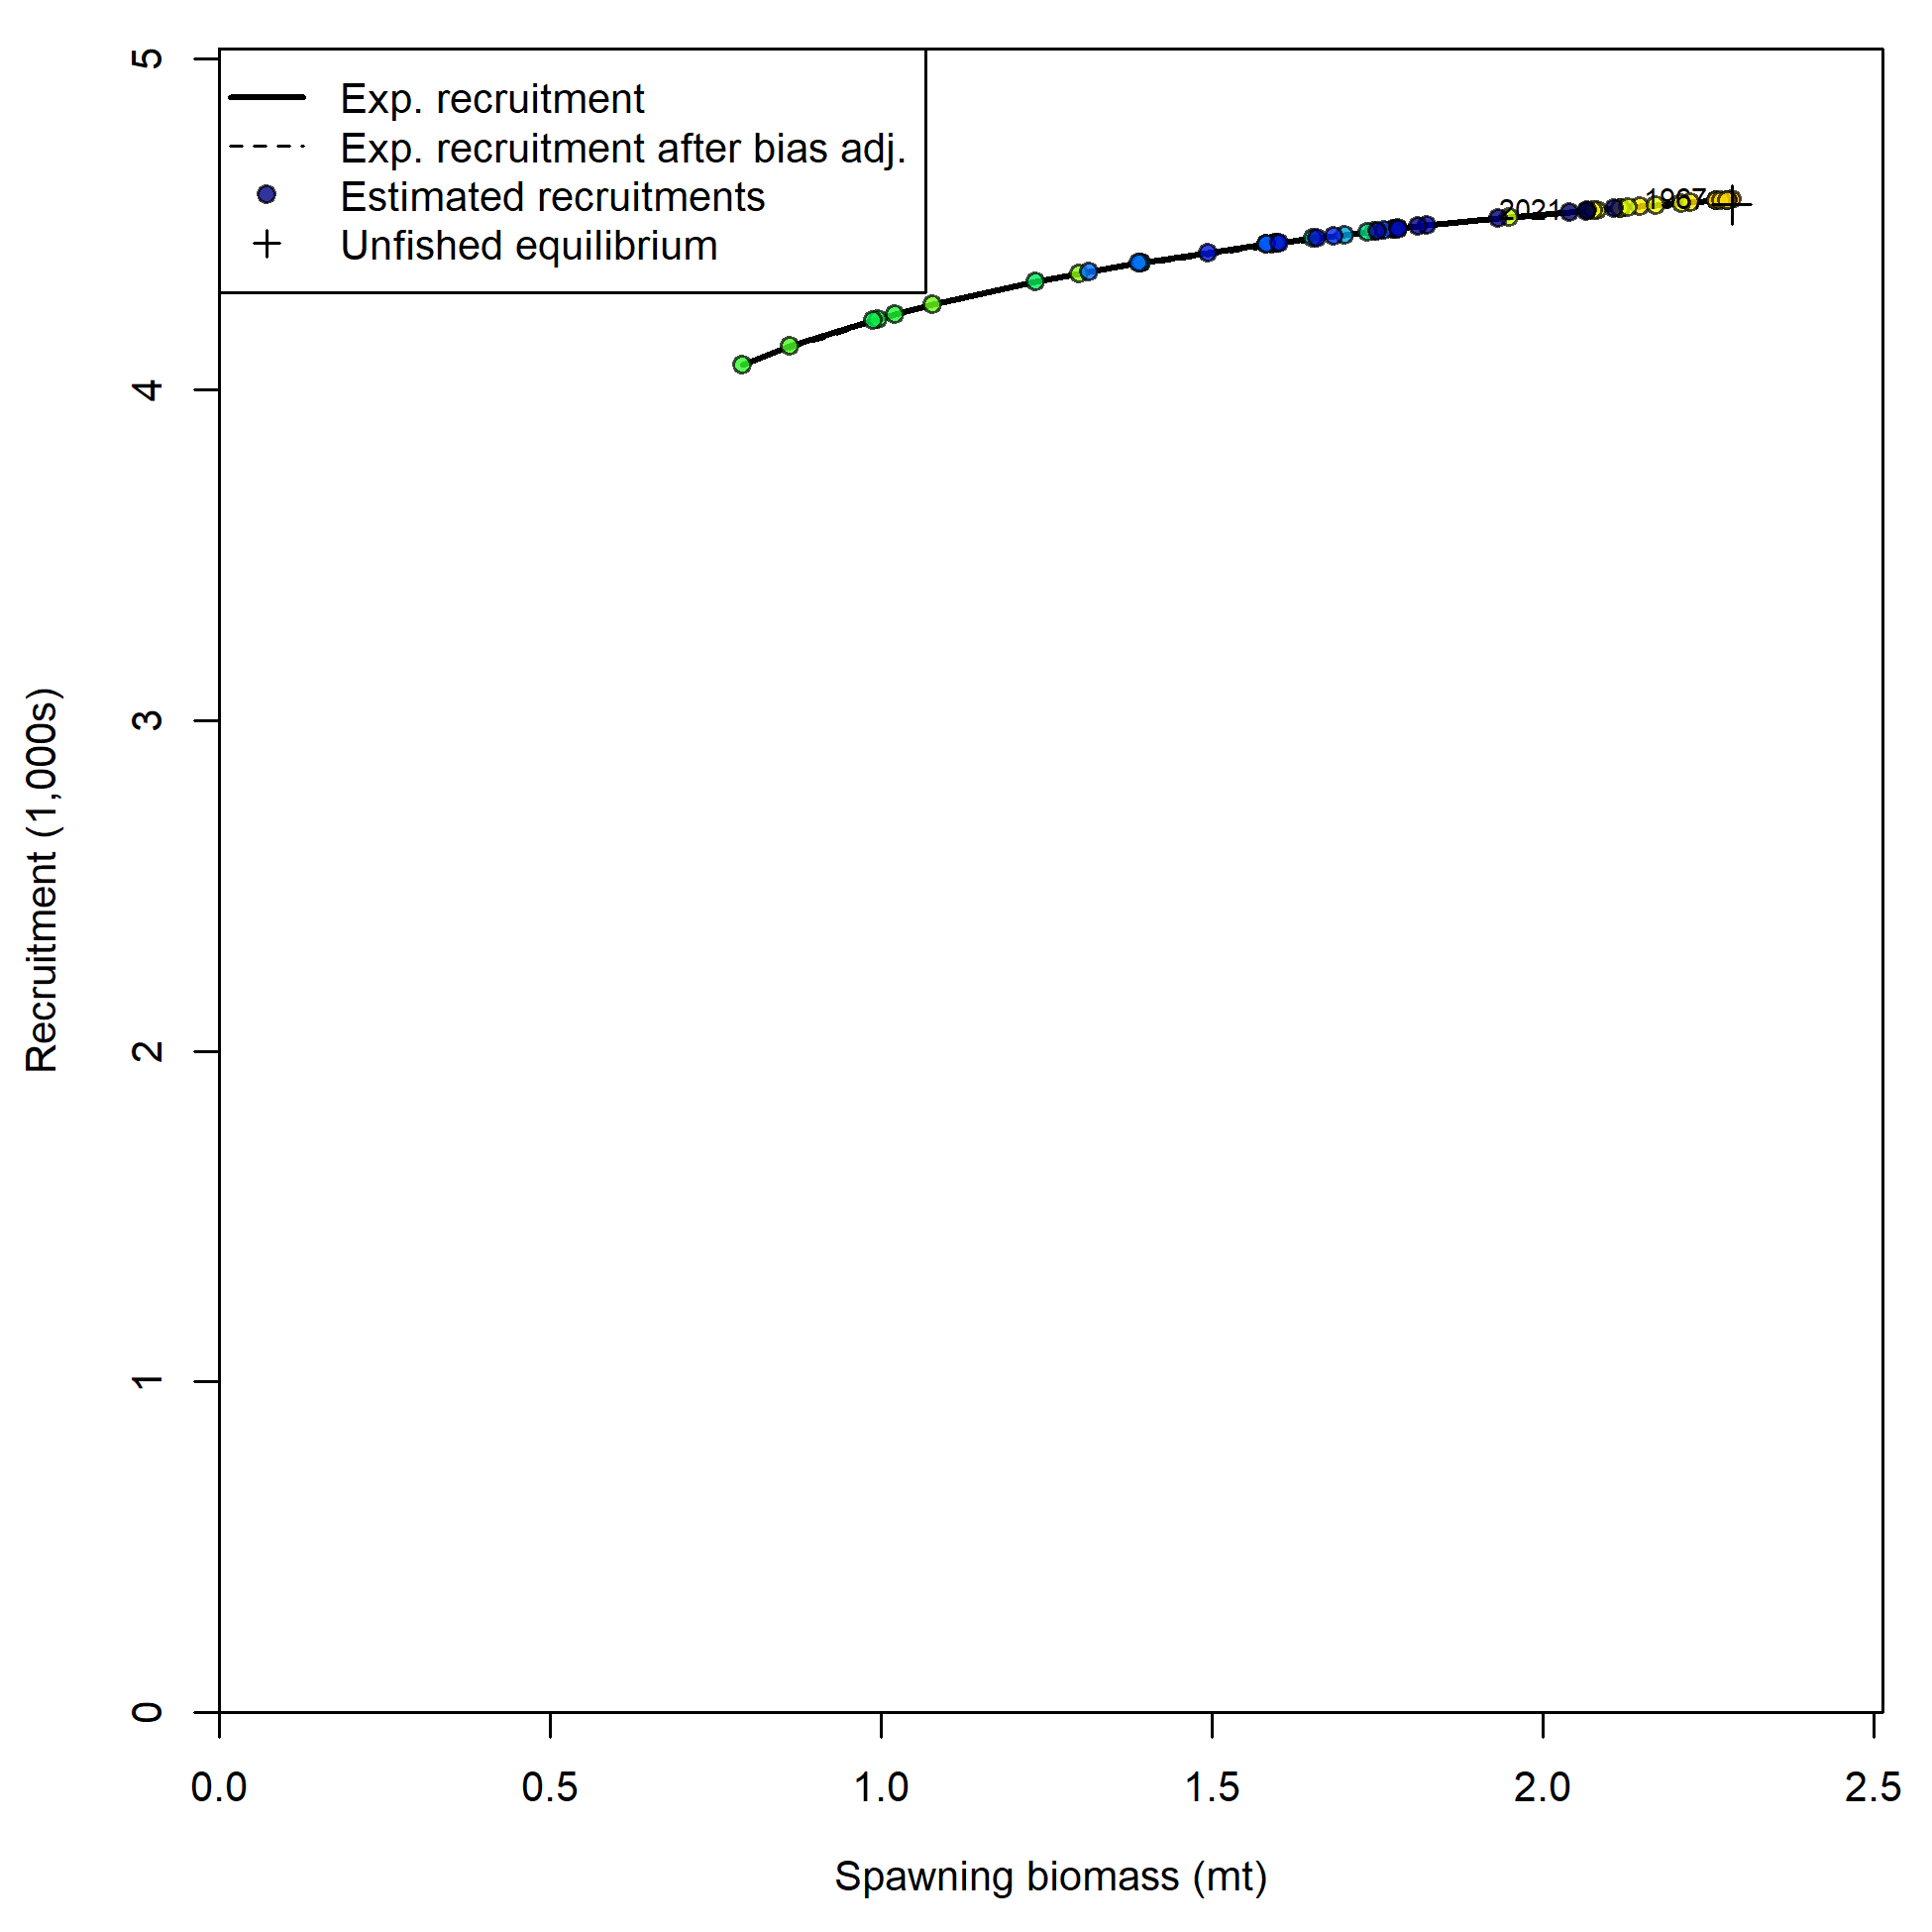 Exp. recruitment
Exp. recruitment after bias adj.
Estimated recruitments
Unfished equilibrium
5
4
3
2
1
0
Recruitment (1,000s)
2021
1967
0.0 0.5 1.0 1.5 2.0 2.5
Spawning biomass (mt)